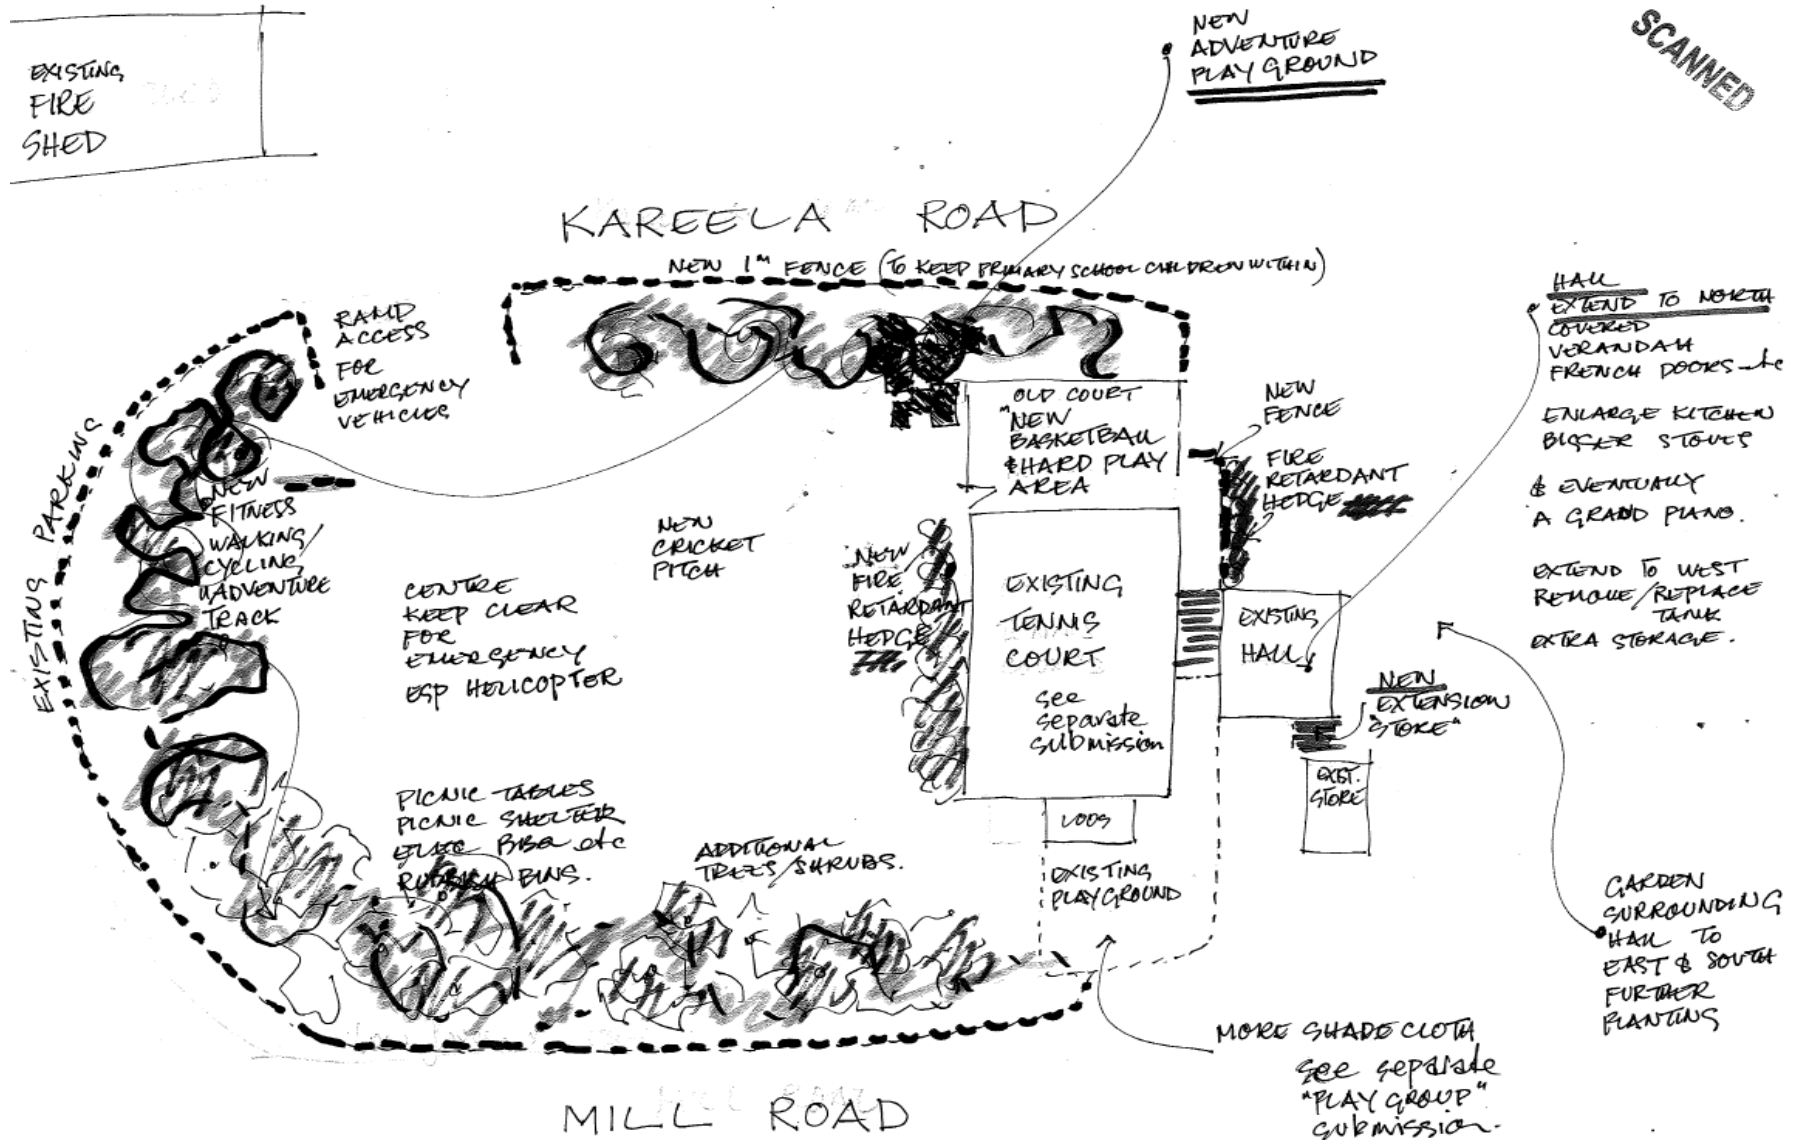 EXISTING
FIRE
SHED
NEW
ADVENTURE
PLAYGROUND
SCANNED
KAREELA ROAD
NEW 1M FENCE (TO KEEP PRIMARY SCHOOL CHILDREN WITHIN)
RAMP
ACCESS
FOR
EMERGENCY
VEHICLES
EXISTING PARKING
NEW
FITNESS
WALKING/
CYCLING
ADVENTURE
TRACK
CENTRE
KEEP CLEAR
FOR
EMERGENCY
ESP HELICOPTER
NEW
CRICKET
PITCH
OLD COURT
"NEW
BASKETBALL
& HARD PLAY
AREA
NEW
FENCE
FIRE
RETARDANT
HEDGE
NEW
FIRE
RETARDANT
HEDGE
EXISTING
TENNIS
COURT
see
separate
submission
EXISTING
HALL
HALL
EXTEND TO NORTH
COVERED
VERANDAH
FRENCH DOORS etc
ENLARGE KITCHEN
BIGGER STOVES
& EVENTUALLY
A GRAND PIANO.
EXTEND TO WEST
REMOVE/REPLACE
TANK
EXTRA STORAGE.
NEW
EXTENSION
"STORE"
EXIST.
STORE
PICNIC TABLES
PICNIC SHELTER
ELEC BBQ etc
RUBBISH BINS.
ADDITIONAL
TREES/SHRUBS.
LOOS
EXISTING
PLAYGROUND
GARDEN
SURROUNDING
HALL TO
EAST & SOUTH
FURTHER
PLANTING
MORE SHADECLOTH
see separate
"PLAY GROUP"
submission.
MILL ROAD